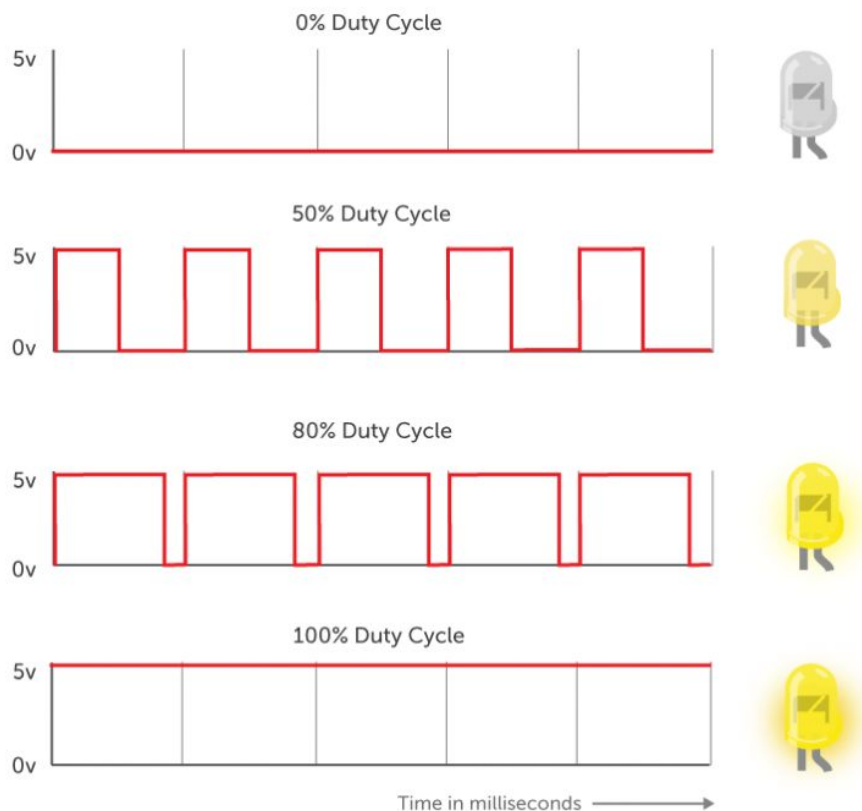 0% Duty Cycle
5v
0v
50% Duty Cycle
5v
0v
80% Duty Cycle
5v
0v
100% Duty Cycle
5v
0v
Time in milliseconds